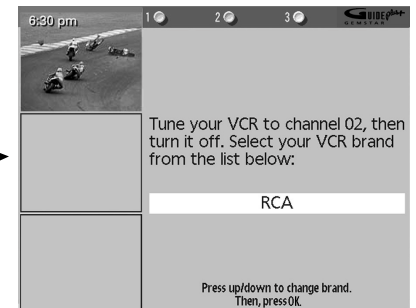 6:30 pm
1 2 3
GUIDE plus+
GEMSTAR
Tune your VCR to channel 02, then
turn it off. Select your VCR brand
from the list below:
RCA
Press up/down to change brand.
Then, press OK.